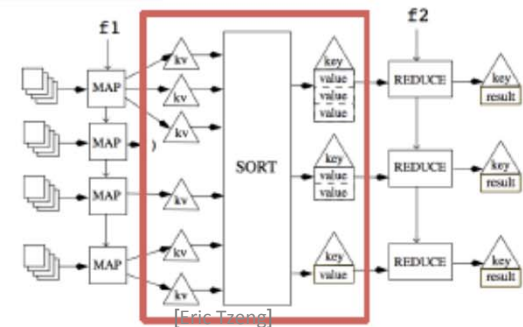 f1
f2
MAP
MAP
MAP
MAP
kv
kv
kv
kv
kv
kv
SORT
key
value
value
value
key
value
value
key
value
REDUCE
REDUCE
REDUCE
key
result
key
result
key
result
[Eric Tzeng]